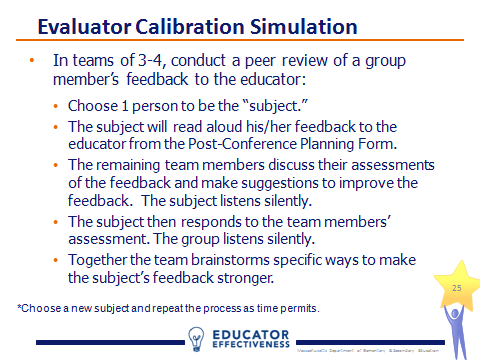 Evaluator Calibration Simulation
• In teams of 3-4, conduct a peer review of a group
member's feedback to the educator:
• Choose 1 person to be the "subject."
• The subject will read aloud his/her feedback to the
educator from the Post-Conference Planning Form.
• The remaining team members discuss their assessments
of the feedback and make suggestions to improve the
feedback.  The subject listens silently.
• The subject then responds to the team members'
assessment. The group listens silently.
• Together the team brainstorms specific ways to make
the subject's feedback stronger.
25
*Choose a new subject and repeat the process as time permits.
EDUCATOR
EFFECTIVENESS
Massachusetts Department of Elementary & Secondary Education